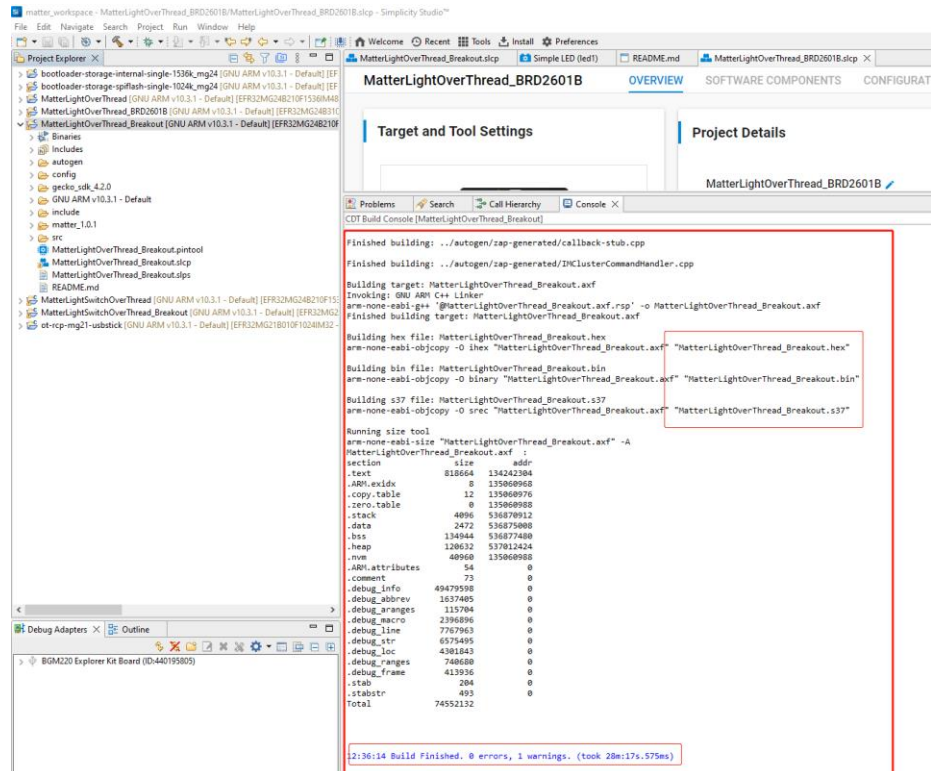 matter_workspace - MatterLightOverThread_BRD2601B/MatterLightOverThread_BRD2601B.slcp - Simplicity Studio™
File Edit Navigate Search Project Run Window Help
Welcome Recent Tools Install Preferences
Project Explorer
bootloader-storage-internal-single-1536k_mg24 [GNU ARM v10.3.1 - Default] [EF
bootloader-storage-spiflash-single-1024k_mg24 [GNU ARM v10.3.1 - Default] [EF
MatterLightOverThread [GNU ARM v10.3.1 - Default] [EFR32MG24B210F1536IM48
MatterLightOverThread_BRD2601B [GNU ARM v10.3.1 - Default] [EFR32MG24B310
MatterLightOverThread_Breakout [GNU ARM v10.3.1 - Default] [EFR32MG24B210F
Binaries
Includes
autogen
config
gecko_sdk_4.2.0
GNU ARM v10.3.1 - Default
include
matter_1.0.1
src
MatterLightOverThread_Breakout.pintool
MatterLightOverThread_Breakout.slcp
MatterLightOverThread_Breakout.slps
README.md
MatterLightSwitchOverThread [GNU ARM v10.3.1 - Default] [EFR32MG24B210F15
MatterLightSwitchOverThread_Breakout [GNU ARM v10.3.1 - Default] [EFR32MG2
ot-rcp-mg21-usbstick [GNU ARM v10.3.1 - Default] [EFR32MG21B010F1024IM32 -
Debug Adapters Outline
BGM220 Explorer Kit Board (ID:440195805)
MatterLightOverThread_Breakout.slcp Simple LED (led1) README.md MatterLightOverThread_BRD2601B.slcp
MatterLightOverThread_BRD2601B OVERVIEW SOFTWARE COMPONENTS CONFIGURAT
Target and Tool Settings
Project Details
MatterLightOverThread_BRD2601B
Problems Search Call Hierarchy Console
CDT Build Console [MatterLightOverThread_Breakout]
Finished building: ../autogen/zap-generated/callback-stub.cpp
Finished building: ../autogen/zap-generated/IMClusterCommandHandler.cpp
Building target: MatterLightOverThread_Breakout.axf
Invoking: GNU ARM C++ Linker
arm-none-eabi-g++ '@MatterLightOverThread_Breakout.axf.rsp' -o MatterLightOverThread_Breakout.axf
Finished building target: MatterLightOverThread_Breakout.axf
Building hex file: MatterLightOverThread_Breakout.hex
arm-none-eabi-objcopy -O ihex "MatterLightOverThread_Breakout.axf" "MatterLightOverThread_Breakout.hex"
Building bin file: MatterLightOverThread_Breakout.bin
arm-none-eabi-objcopy -O binary "MatterLightOverThread_Breakout.axf" "MatterLightOverThread_Breakout.bin"
Building s37 file: MatterLightOverThread_Breakout.s37
arm-none-eabi-objcopy -O srec "MatterLightOverThread_Breakout.axf" "MatterLightOverThread_Breakout.s37"
Running size tool
arm-none-eabi-size "MatterLightOverThread_Breakout.axf" -A
MatterLightOverThread_Breakout.axf :
section size addr
.text 818664 134242304
.ARM.exidx 8 135060968
.copy.table 12 135060976
.zero.table 0 135060988
.stack 4096 536870912
.data 2472 536875008
.bss 134944 536877480
.heap 120632 537012424
.nvm 40960 135060988
.ARM.attributes 54 0
.comment 73 0
.debug_info 49479598 0
.debug_abbrev 1637405 0
.debug_aranges 115704 0
.debug_macro 2396896 0
.debug_line 7767963 0
.debug_str 6575495 0
.debug_loc 4301843 0
.debug_ranges 740680 0
.debug_frame 413936 0
.stab 204 0
.stabstr 493 0
Total 74552132
12:36:14 Build Finished. 0 errors, 1 warnings. (took 28m:17s.575ms)